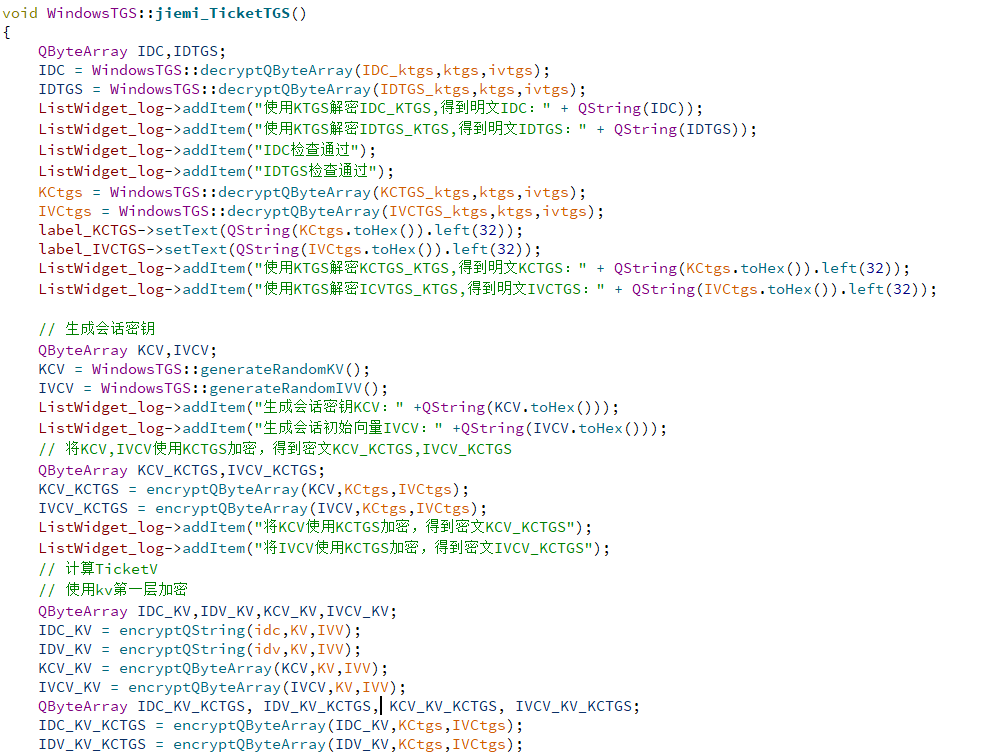 void WindowsTGS::jiemi_TicketTGS()
{
    QByteArray IDC,IDTGS;
    IDC = WindowsTGS::decryptQByteArray(IDC_ktgs,ktgs,ivtgs);
    IDTGS = WindowsTGS::decryptQByteArray(IDTGS_ktgs,ktgs,ivtgs);
    ListWidget_log->addItem("使用KTGS解密IDC_KTGS,得到明文IDC：" + QString(IDC));
    ListWidget_log->addItem("使用KTGS解密IDTGS_KTGS,得到明文IDTGS：" + QString(IDTGS));
    ListWidget_log->addItem("IDC检查通过");
    ListWidget_log->addItem("IDTGS检查通过");
    KCtgs = WindowsTGS::decryptQByteArray(KCTGS_ktgs,ktgs,ivtgs);
    IVCtgs = WindowsTGS::decryptQByteArray(IVCTGS_ktgs,ktgs,ivtgs);
    label_KCTGS->setText(QString(KCtgs.toHex()).left(32));
    label_IVCTGS->setText(QString(IVCtgs.toHex()).left(32));
    ListWidget_log->addItem("使用KTGS解密KCTGS_KTGS,得到明文KCTGS：" + QString(KCtgs.toHex()).left(32));
    ListWidget_log->addItem("使用KTGS解密ICVTGS_KTGS,得到明文IVCTGS：" + QString(IVCtgs.toHex()).left(32));
    // 生成会话密钥
    QByteArray KCV,IVCV;
    KCV = WindowsTGS::generateRandomKV();
    IVCV = WindowsTGS::generateRandomIVV();
    ListWidget_log->addItem("生成会话密钥KCV：" +QString(KCV.toHex()));
    ListWidget_log->addItem("生成会话初始向量IVCV：" +QString(IVCV.toHex()));
    // 将KCV,IVCV使用KCTGS加密，得到密文KCV_KCTGS,IVCV_KCTGS
    QByteArray KCV_KCTGS,IVCV_KCTGS;
    KCV_KCTGS = encryptQByteArray(KCV,KCtgs,IVCtgs);
    IVCV_KCTGS = encryptQByteArray(IVCV,KCtgs,IVCtgs);
    ListWidget_log->addItem("将KCV使用KCTGS加密，得到密文KCV_KCTGS");
    ListWidget_log->addItem("将IVCV使用KCTGS加密，得到密文IVCV_KCTGS");
    // 计算TicketV
    // 使用kv第一层加密
    QByteArray IDC_KV,IDV_KV,KCV_KV,IVCV_KV;
    IDC_KV = encryptQString(idc,KV,IVV);
    IDV_KV = encryptQString(idv,KV,IVV);
    KCV_KV = encryptQByteArray(KCV,KV,IVV);
    IVCV_KV = encryptQByteArray(IVCV,KV,IVV);
    QByteArray IDC_KV_KCTGS, IDV_KV_KCTGS, KCV_KV_KCTGS, IVCV_KV_KCTGS;
    IDC_KV_KCTGS = encryptQByteArray(IDC_KV,KCtgs,IVCtgs);
    IDV_KV_KCTGS = encryptQByteArray(IDV_KV,KCtgs,IVCtgs);